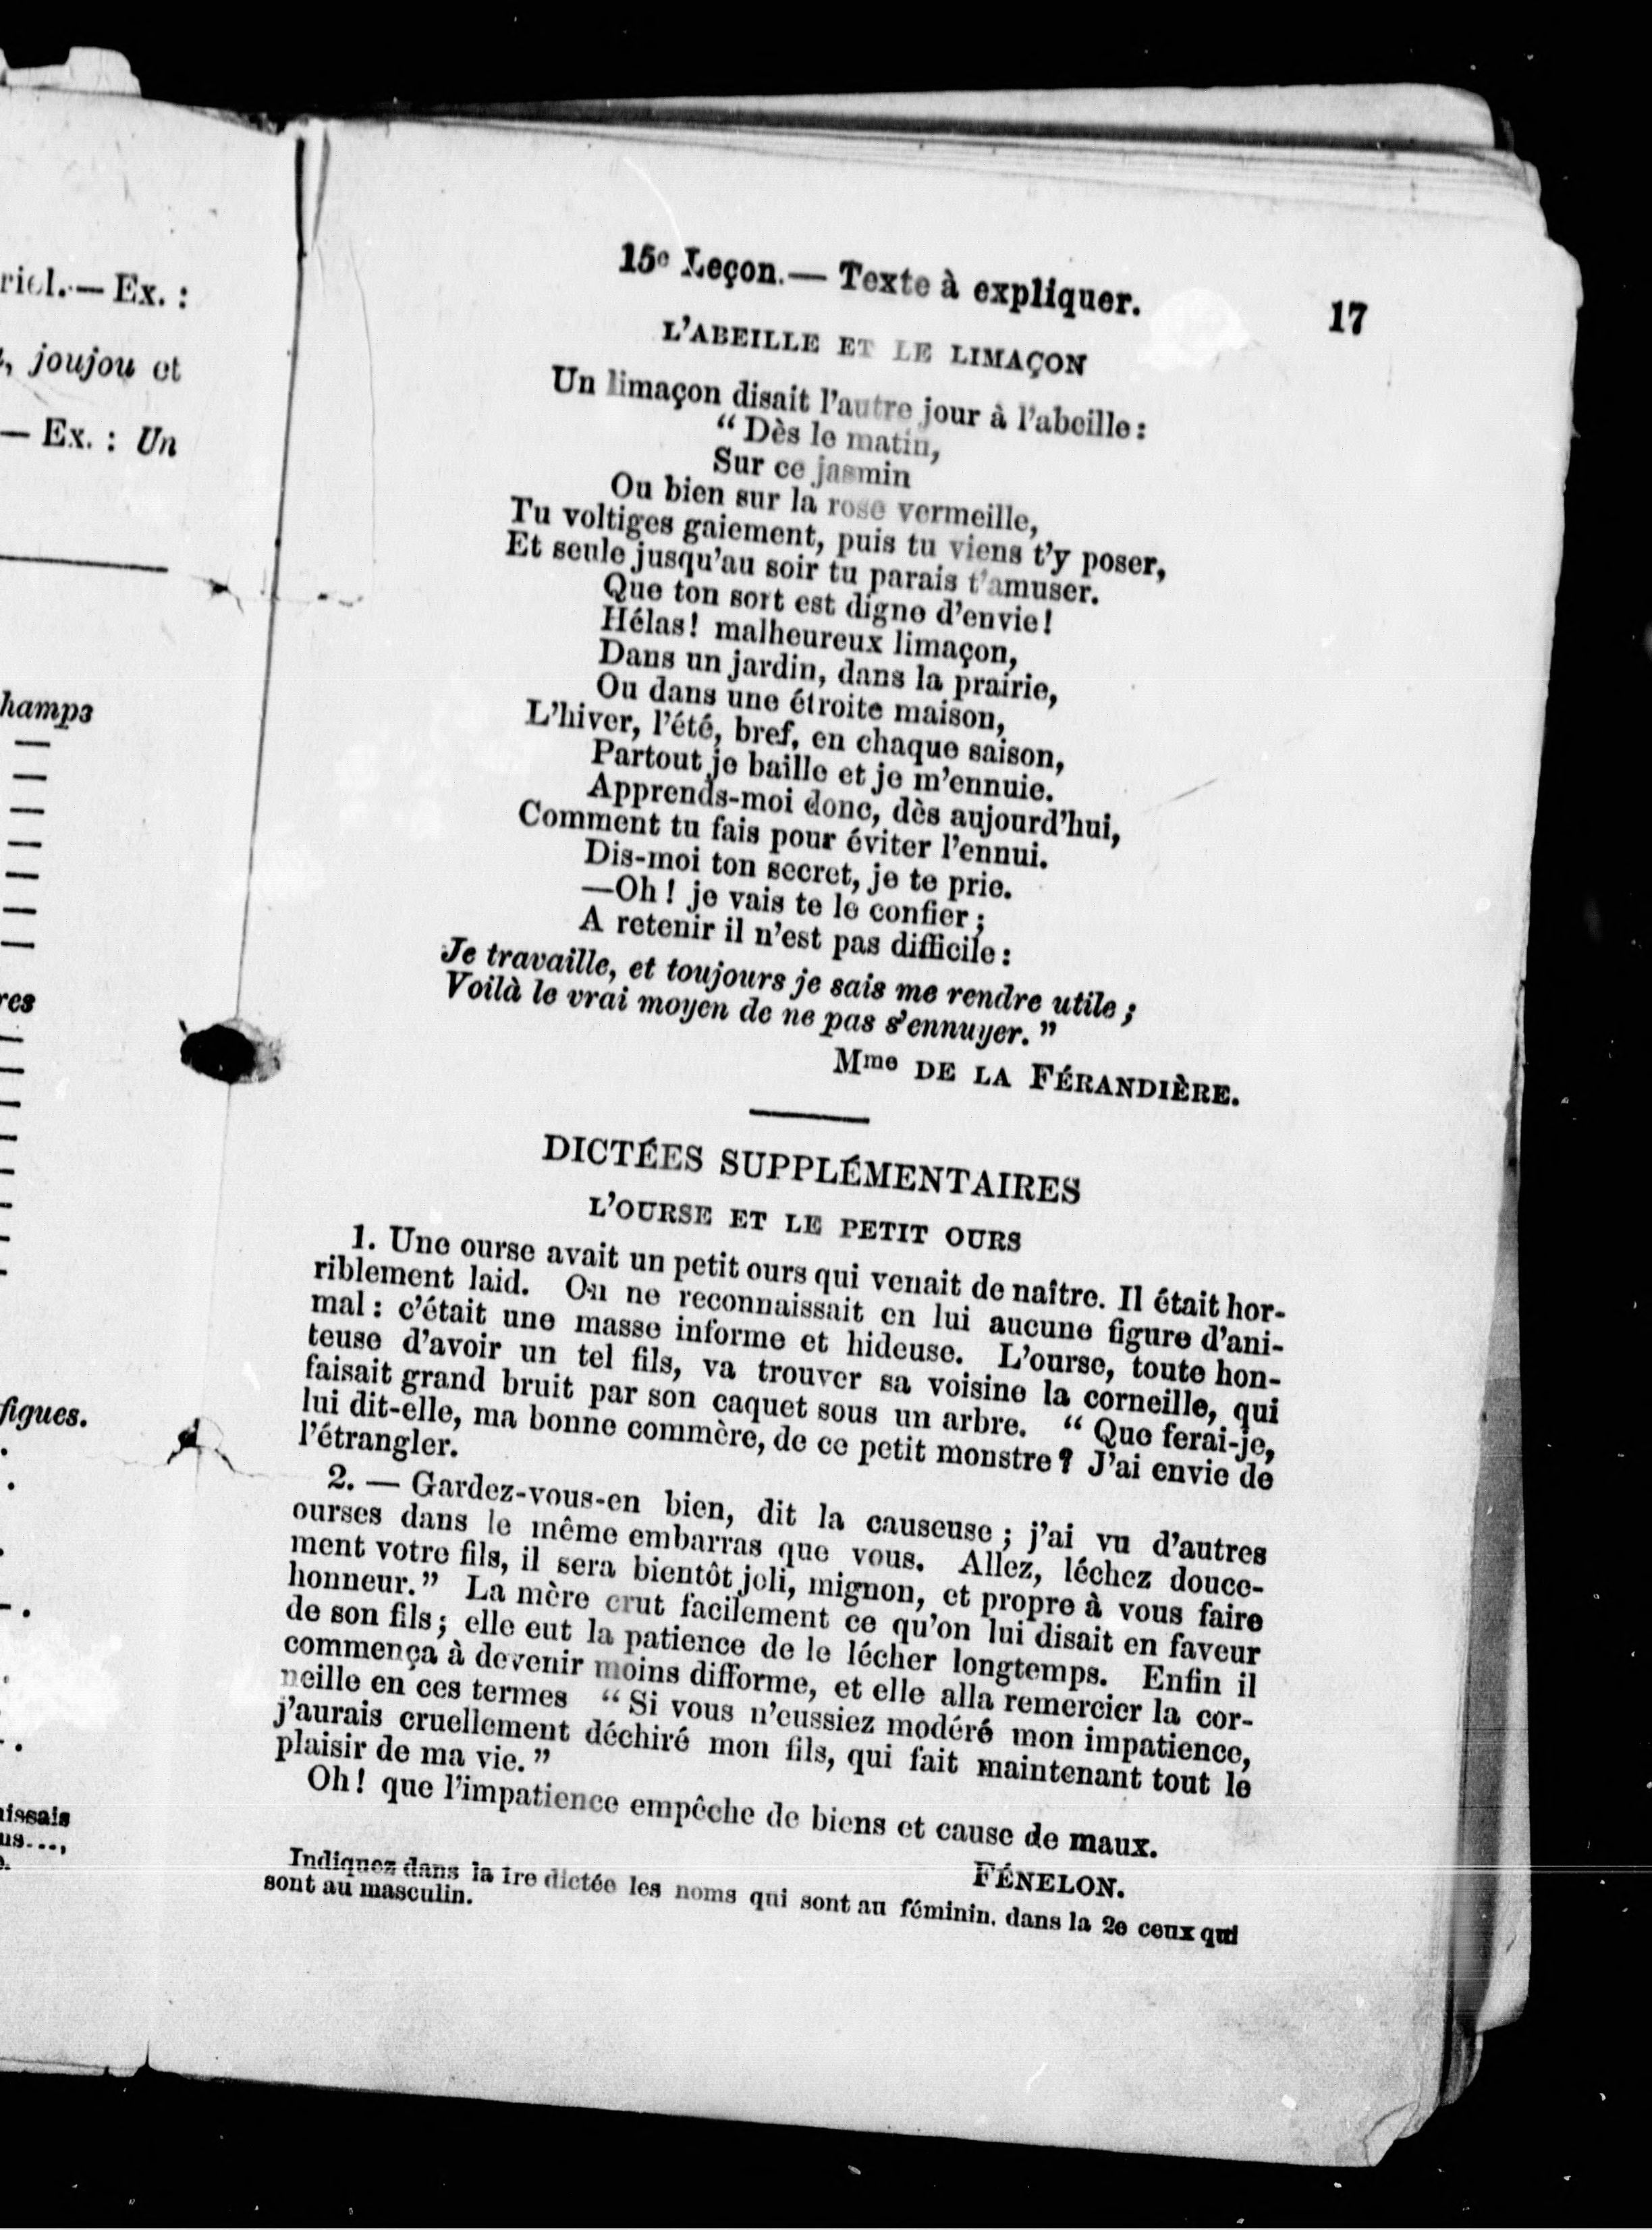 riel.— Ex. :
, joujou et
— Ex. : Un
hamps
—
—
—
—
—
—
—
res
figues.
issais
us...,
15e Leçon.— Texte à expliquer.
17
L'ABEILLE ET LE LIMAÇON
Un limaçon disait l'autre jour à l'abeille:
“ Dès le matin,
Sur ce jasmin
Ou bien sur la rose vermeille,
Tu voltiges gaiement, puis tu viens t'y poser,
Et seule jusqu'au soir tu parais t'amuser.
Que ton sort est digne d'envie!
Hélas! malheureux limaçon,
Dans un jardin, dans la prairie,
Ou dans une étroite maison,
L'hiver, l'été, bref, en chaque saison,
Partout je baille et je m'ennuie.
Apprends-moi donc, dès aujourd'hui,
Comment tu fais pour éviter l'ennui.
Dis-moi ton secret, je te prie.
—Oh! je vais te le confier;
A retenir il n'est pas difficile:
Je travaille, et toujours je sais me rendre utile;
Voilà le vrai moyen de ne pas s'ennuyer.”
Mme DE LA FÉRANDIÈRE.
DICTÉES SUPPLÉMENTAIRES
L'OURSE ET LE PETIT OURS
1. Une ourse avait un petit ours qui venait de naître. Il était hor-
riblement laid. On ne reconnaissait en lui aucune figure d'ani-
mal: c'était une masse informe et hideuse. L'ourse, toute hon-
teuse d'avoir un tel fils, va trouver sa voisine la corneille, qui
faisait grand bruit par son caquet sous un arbre. “ Que ferai-je,
lui dit-elle, ma bonne commère, de ce petit monstre? J'ai envie de
l'étrangler.
2. — Gardez-vous-en bien, dit la causeuse; j'ai vu d'autres
ourses dans le même embarras que vous. Allez, léchez douce-
ment votre fils, il sera bientôt joli, mignon, et propre à vous faire
honneur.” La mère crut facilement ce qu'on lui disait en faveur
de son fils; elle eut la patience de le lécher longtemps. Enfin il
commença à devenir moins difforme, et elle alla remercier la cor-
neille en ces termes “ Si vous n'eussiez modéré mon impatience,
j'aurais cruellement déchiré mon fils, qui fait maintenant tout le
plaisir de ma vie.”
Oh! que l'impatience empêche de biens et cause de maux.
FÉNELON.
Indiquez dans la 1re dictée les noms qui sont au féminin. dans la 2e ceux qui
sont au masculin.